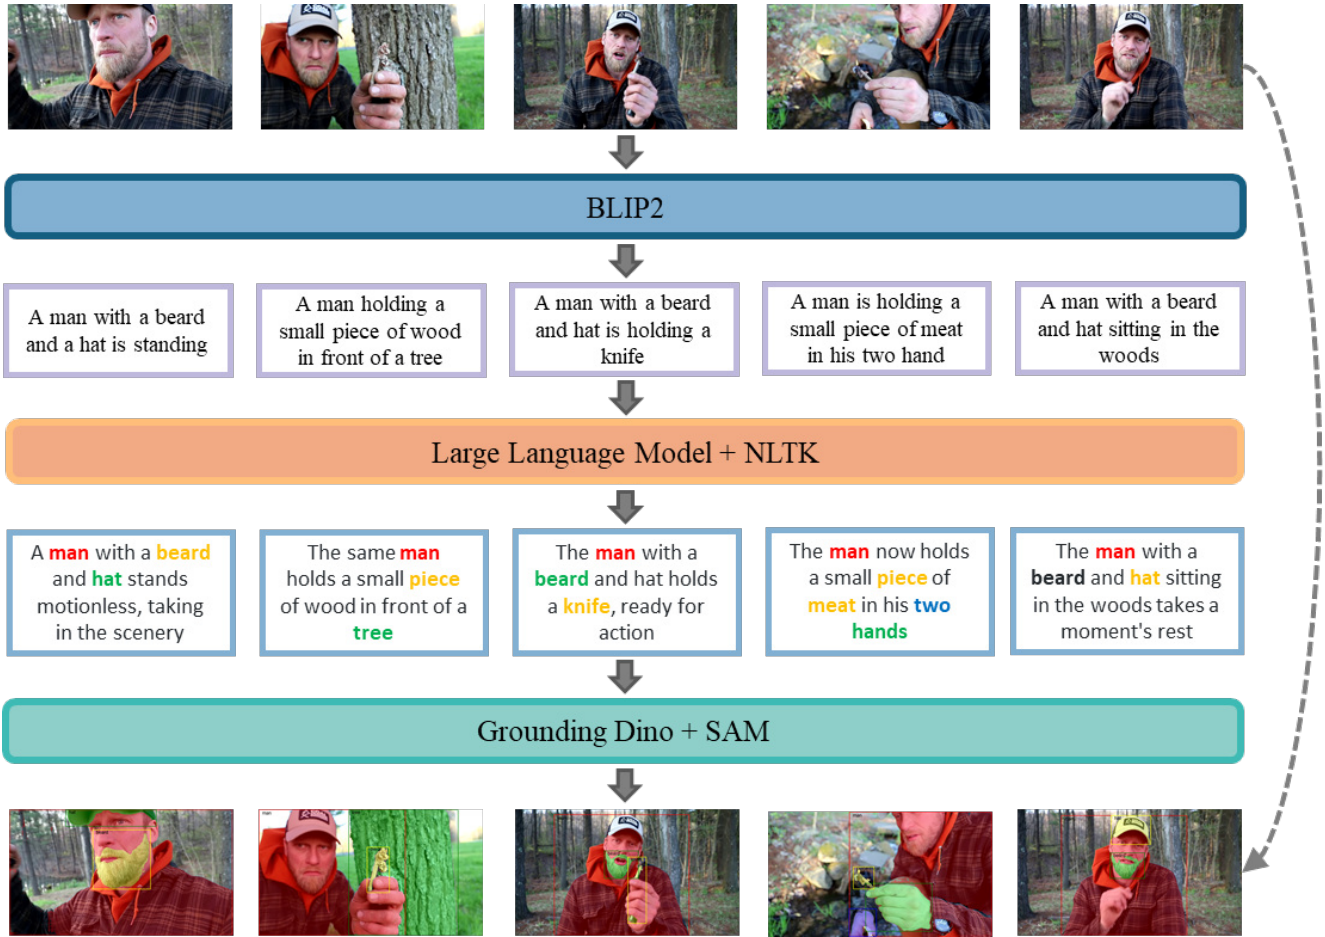 BLIP2
A man with a beard
and a hat is standing
A man holding a
small piece of wood
in front of a tree
A man with a beard
and hat is holding a
knife
A man is holding a
small piece of meat
in his two hand
A man with a beard
and hat sitting in the
woods
Large Language Model + NLTK
A man with a beard
and hat stands
motionless, taking
in the scenery
The same man
holds a small piece
of wood in front of a
tree
The man with a
beard and hat holds
a knife, ready for
action
The man now holds
a small piece of
meat in his two
hands
The man with a
beard and hat sitting
in the woods takes a
moment's rest
Grounding Dino + SAM